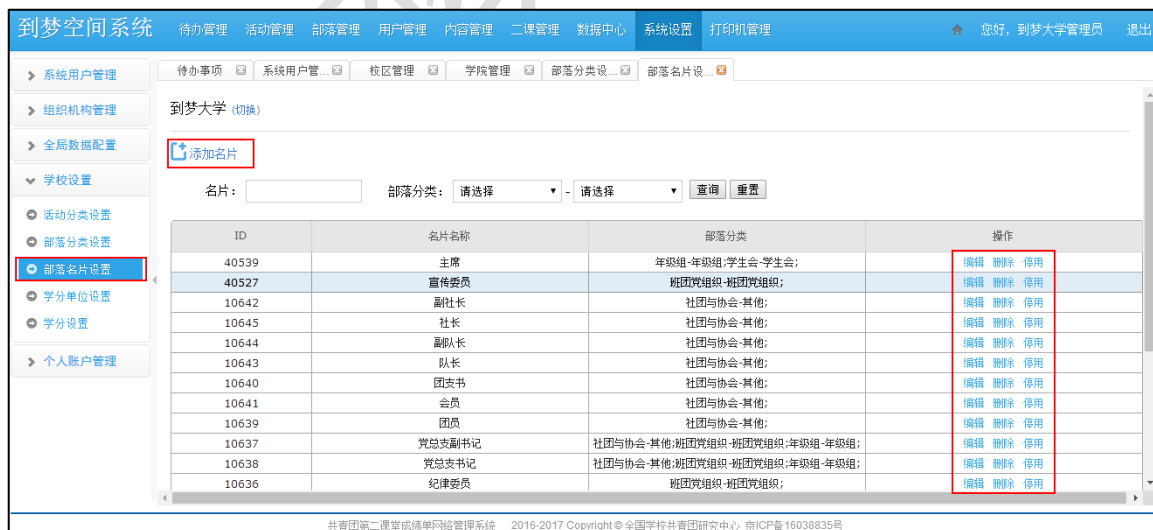 到梦空间系统 待办管理 活动管理 部落管理 用户管理 内容管理 二课管理 数据中心 系统设置 打印机管理 您好，到梦大学管理员 退出
待办事项 系统用户管... 校区管理 学院管理 部落分类设... 部落名片设...
系统用户管理
组织机构管理
全局数据配置
学校设置
活动分类设置
部落分类设置
部落名片设置
学分单位设置
学分设置
个人账户管理
到梦大学 (切换)
添加名片
名片： 部落分类： 请选择 - 请选择 查询 重置
ID 名片名称 部落分类 操作
40539 主席 年级组-年级组;学生会-学生会; 编辑 删除 停用
40527 宣传委员 班团党组织-班团党组织; 编辑 删除 停用
10642 副社长 社团与协会-其他; 编辑 删除 停用
10645 社长 社团与协会-其他; 编辑 删除 停用
10644 副队长 社团与协会-其他; 编辑 删除 停用
10643 队长 社团与协会-其他; 编辑 删除 停用
10640 团支书 社团与协会-其他; 编辑 删除 停用
10641 会员 社团与协会-其他; 编辑 删除 停用
10639 团员 社团与协会-其他; 编辑 删除 停用
10637 党总支副书记 社团与协会-其他;班团党组织-班团党组织;年级组-年级组; 编辑 删除 停用
10638 党总支书记 社团与协会-其他;班团党组织-班团党组织;年级组-年级组; 编辑 删除 停用
10636 纪律委员 班团党组织-班团党组织; 编辑 删除 停用
共青团第二课堂成绩单网络管理系统 2016-2017 Copyright © 全国学校共青团研究中心 京ICP备16038835号